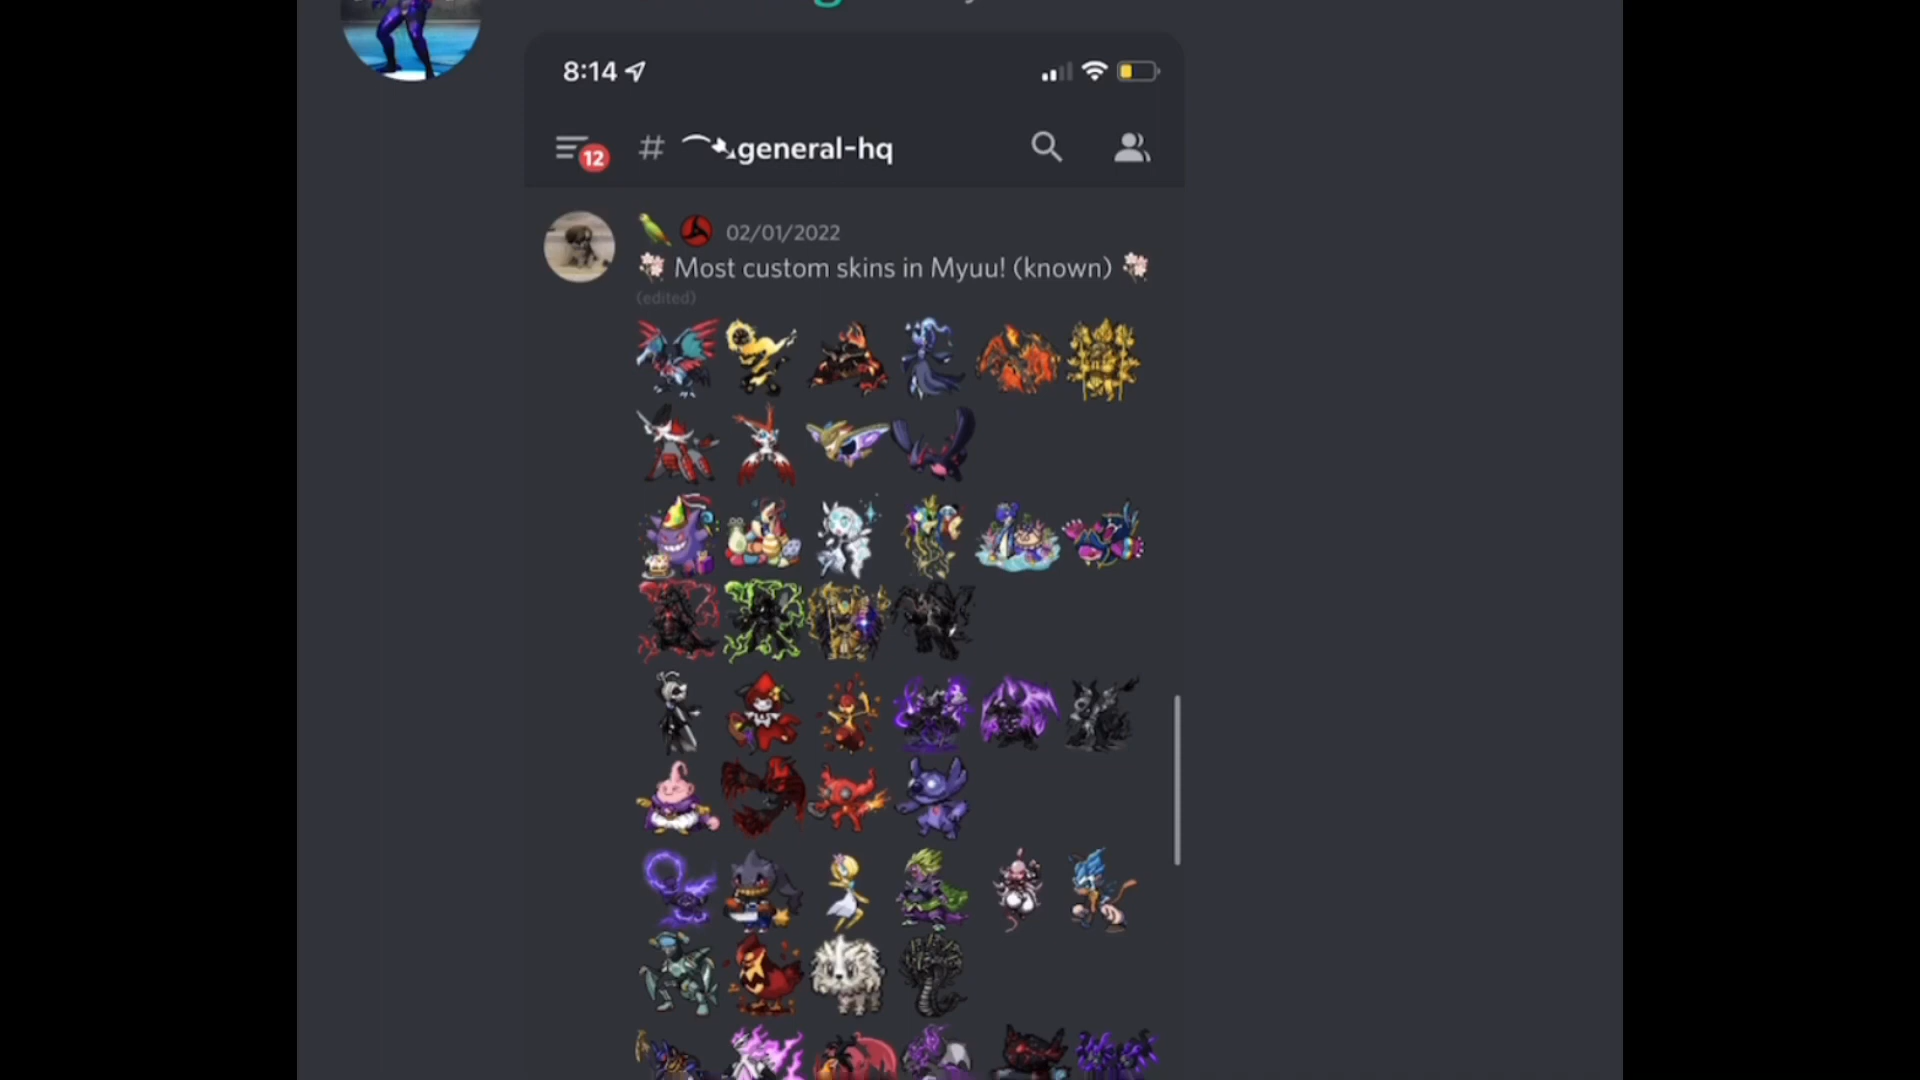 8:14
12
# general-hq
02/01/2022
Most custom skins in Myuu! (known)
(edited)